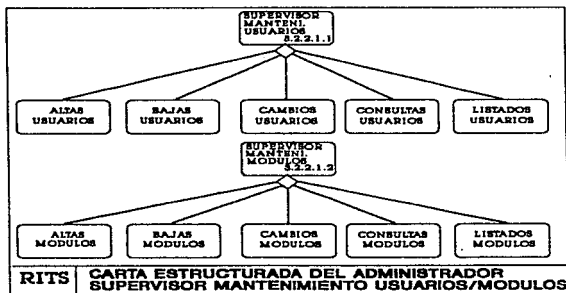 SUPERVISOR
MANTENI.
USUARIOS
5.2.2.1.1
ALTAS
USUARIOS
BAJAS
USUARIOS
CAMBIOS
USUARIOS
CONSULTAS
USUARIOS
LISTADOS
USUARIOS
SUPERVISOR
MANTENI.
MODULOS
5.2.2.1.2
ALTAS
MODULOS
BAJAS
MODULOS
CAMBIOS
MODULOS
CONSULTAS
MODULOS
LISTADOS
MODULOS
RITS
CARTA ESTRUCTURADA DEL ADMINISTRADOR
SUPERVISOR MANTENIMIENTO USUARIOS/MODULOS